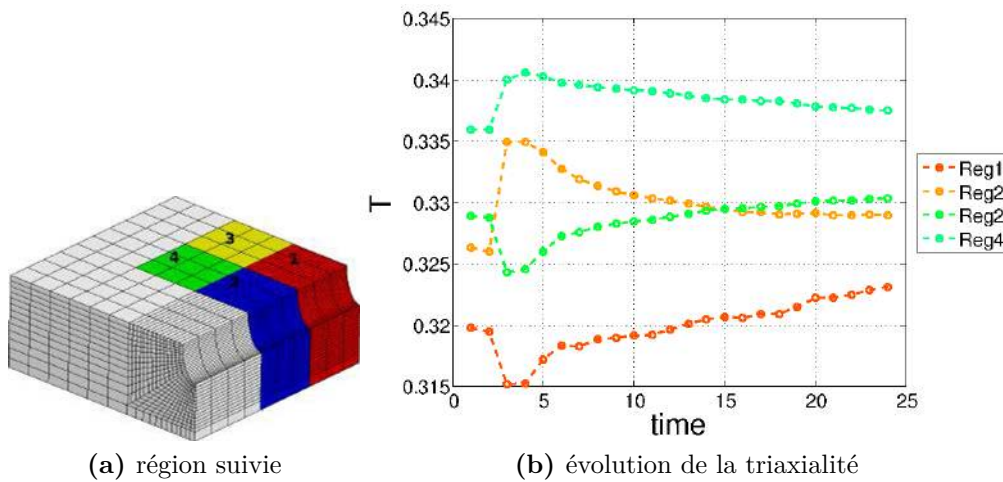 3
1
4
2
0.345
0.34
0.335
0.33
0.325
0.32
0.315
T
0
5
10
15
20
25
time
Reg1
Reg2
Reg2
Reg4
(a) région suivie
(b) évolution de la triaxialité